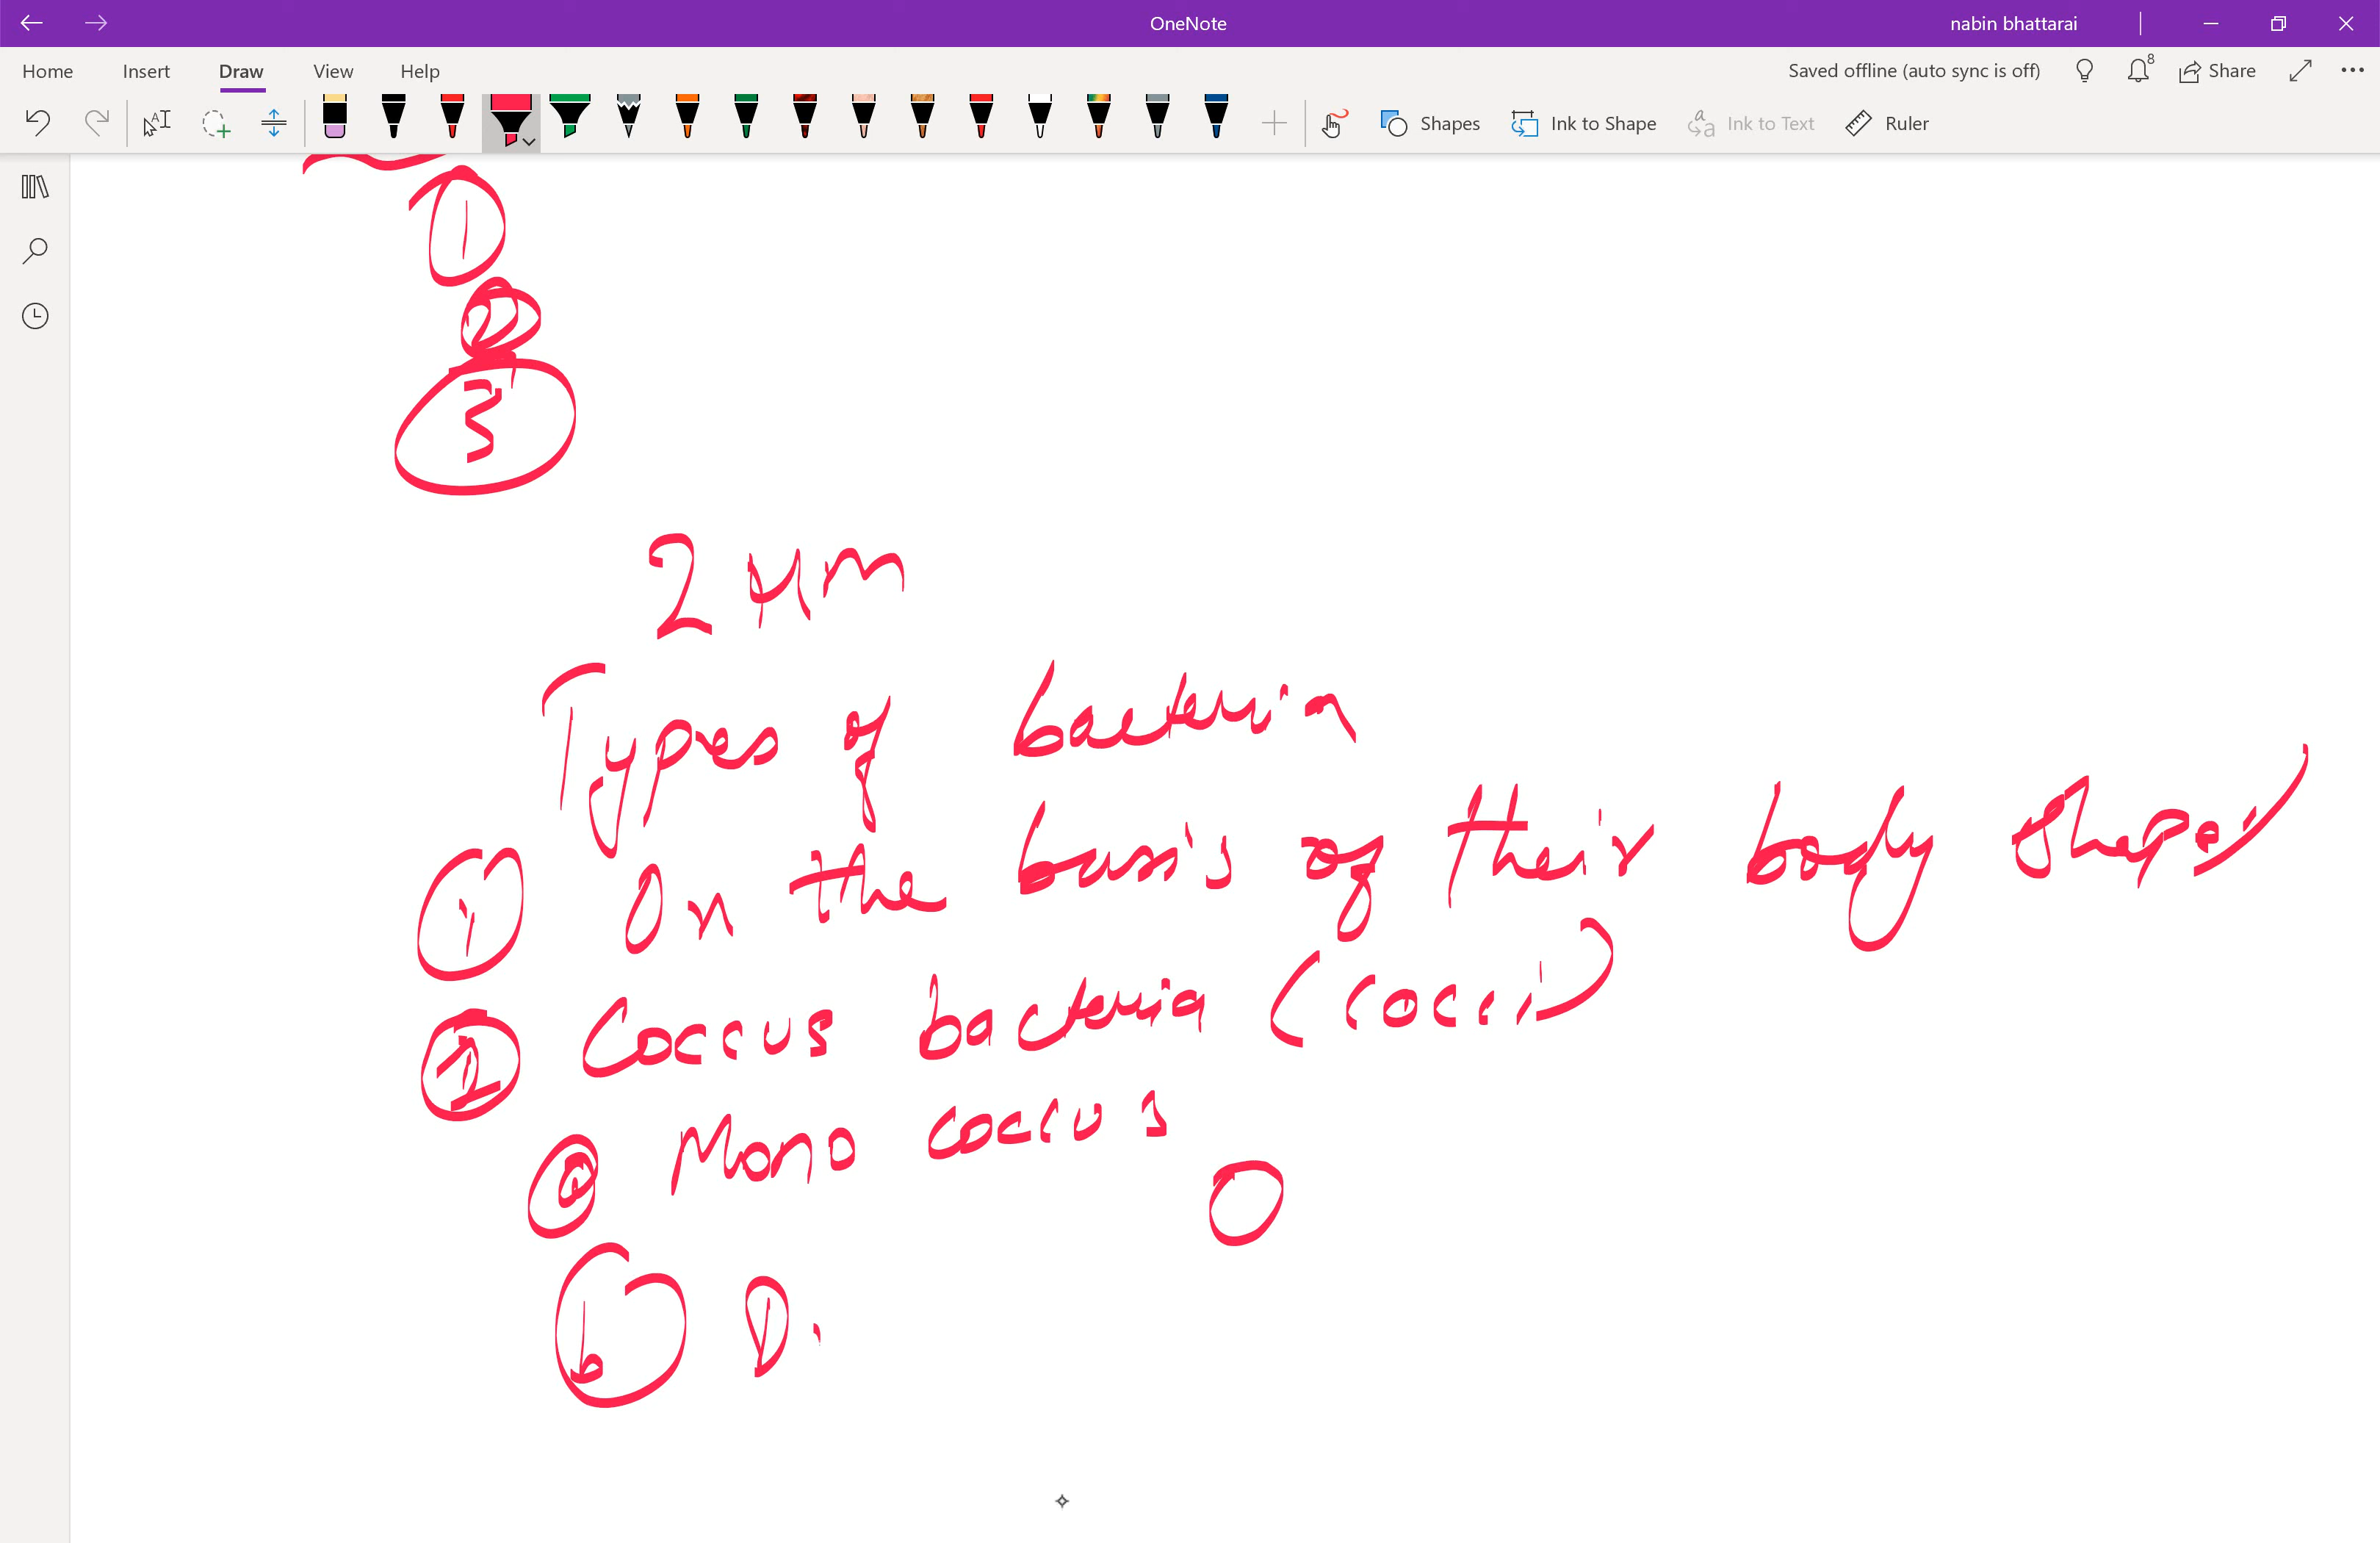 OneNote
nabin bhattarai
Home Insert Draw View Help
Saved offline (auto sync is off) 8 Share
Shapes Ink to Shape Ink to Text Ruler
1
2
3
2 μm
Types of bacteria
1 On the basis of their body shape
I Coccus bacteria (cocci)
a Mono coccus
b Di